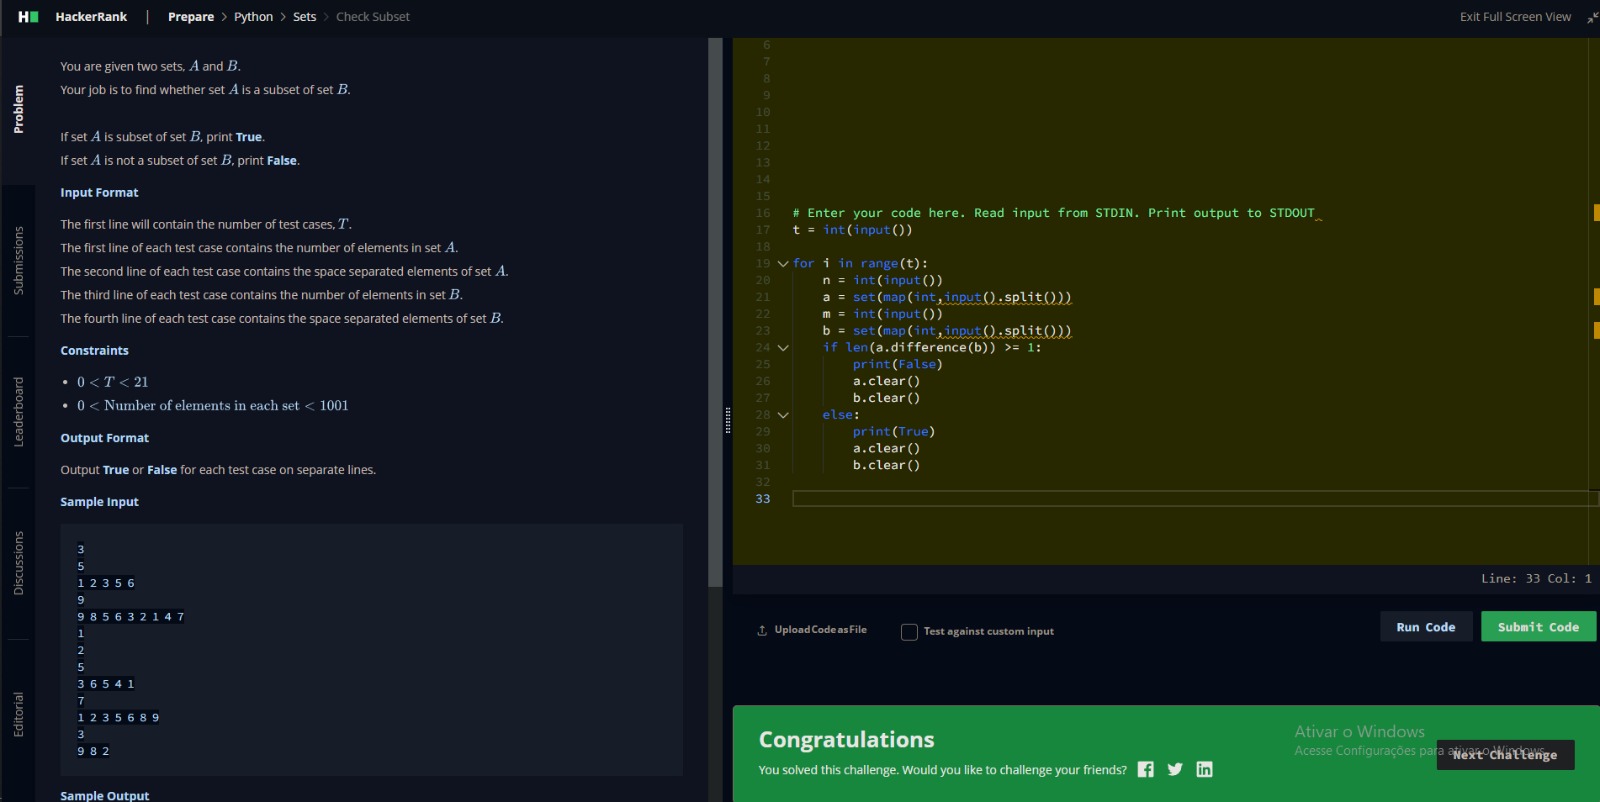 HackerRank | Prepare > Python > Sets > Check Subset
Exit Full Screen View
Problem
Submissions
Leaderboard
Discussions
Editorial
You are given two sets, A and B.
Your job is to find whether set A is a subset of set B.
If set A is subset of set B, print True.
If set A is not a subset of set B, print False.
Input Format
The first line will contain the number of test cases, T.
The first line of each test case contains the number of elements in set A.
The second line of each test case contains the space separated elements of set A.
The third line of each test case contains the number of elements in set B.
The fourth line of each test case contains the space separated elements of set B.
Constraints
• 0 < T < 21
• 0 < Number of elements in each set < 1001
Output Format
Output True or False for each test case on separate lines.
Sample Input
3
5
1 2 3 5 6
9
9 8 5 6 3 2 1 4 7
1
2
5
3 6 5 4 1
7
1 2 3 5 6 8 9
3
9 8 2
Sample Output
6
7
8
9
10
11
12
13
14
15
16 # Enter your code here. Read input from STDIN. Print output to STDOUT
17 t = int(input())
18
19 for i in range(t):
20 n = int(input())
21 a = set(map(int,input().split()))
22 m = int(input())
23 b = set(map(int,input().split()))
24 if len(a.difference(b)) >= 1:
25 print(False)
26 a.clear()
27 b.clear()
28 else:
29 print(True)
30 a.clear()
31 b.clear()
32
33
Line: 33 Col: 1
Upload Code as File
Test against custom input
Run Code
Submit Code
Congratulations
You solved this challenge. Would you like to challenge your friends?
Ativar o Windows
Acesse Configurações para ativar o Windows.
Next Challenge